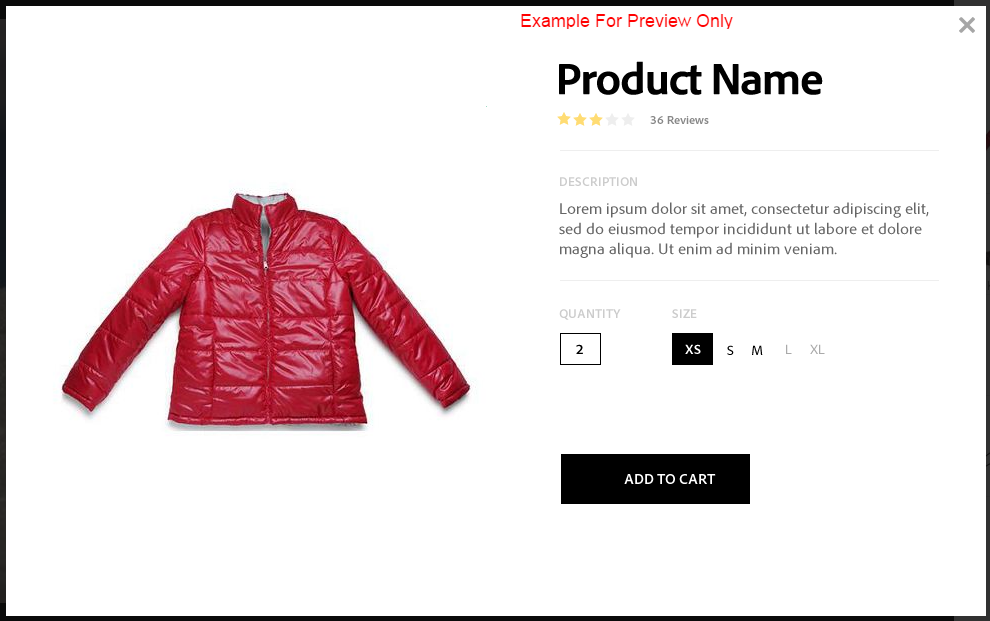 Example For Preview Only
Product Name
36 Reviews
DESCRIPTION
Lorem ipsum dolor sit amet, consectetur adipiscing elit,
sed do eiusmod tempor incididunt ut labore et dolore
magna aliqua. Ut enim ad minim veniam.
QUANTITY SIZE
2 XS S M L XL
ADD TO CART